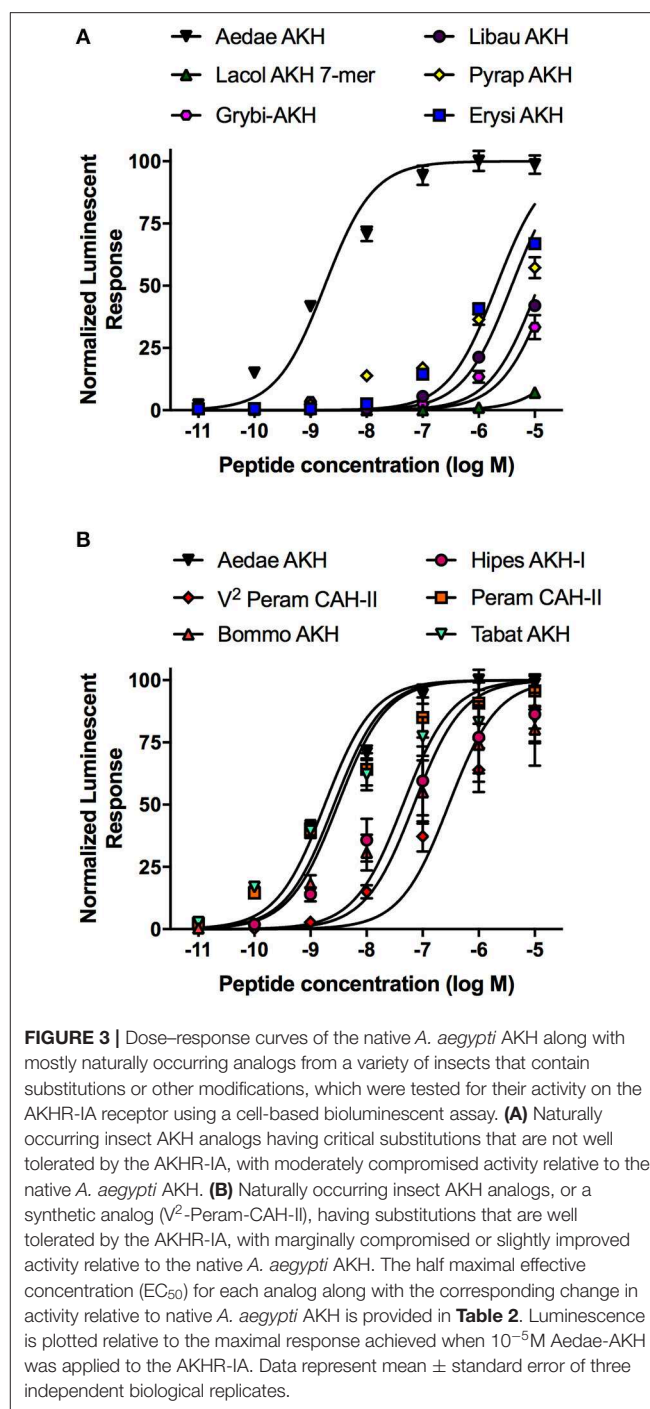 A
Aedae AKH
Libau AKH
Lacol AKH 7-mer
Pyrap AKH
Grybi-AKH
Erysi AKH
Normalized Luminescent
Response
100
75
50
25
0
-11 -10 -9 -8 -7 -6 -5
Peptide concentration (log M)
B
Aedae AKH
Hipes AKH-I
V² Peram CAH-II
Peram CAH-II
Bommo AKH
Tabat AKH
Normalized Luminescent
Response
100
75
50
25
0
-11 -10 -9 -8 -7 -6 -5
Peptide concentration (log M)
FIGURE 3 | Dose–response curves of the native A. aegypti AKH along with
mostly naturally occurring analogs from a variety of insects that contain
substitutions or other modifications, which were tested for their activity on the
AKHR-IA receptor using a cell-based bioluminescent assay. (A) Naturally
occurring insect AKH analogs having critical substitutions that are not well
tolerated by the AKHR-IA, with moderately compromised activity relative to the
native A. aegypti AKH. (B) Naturally occurring insect AKH analogs, or a
synthetic analog (V²-Peram-CAH-II), having substitutions that are well
tolerated by the AKHR-IA, with marginally compromised or slightly improved
activity relative to the native A. aegypti AKH. The half maximal effective
concentration (EC₅₀) for each analog along with the corresponding change in
activity relative to native A. aegypti AKH is provided in Table 2. Luminescence
is plotted relative to the maximal response achieved when 10⁻⁵M Aedae-AKH
was applied to the AKHR-IA. Data represent mean ± standard error of three
independent biological replicates.